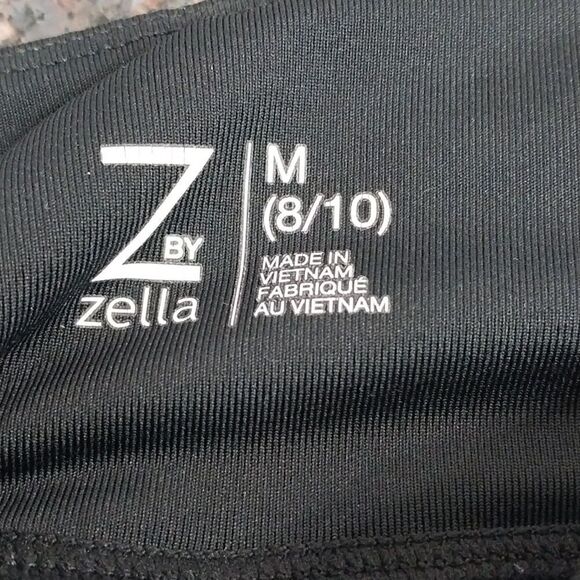 Z BY
zella
M
(8/10)
MADE IN
VIETNAM
FABRIQUÉ
AU VIETNAM